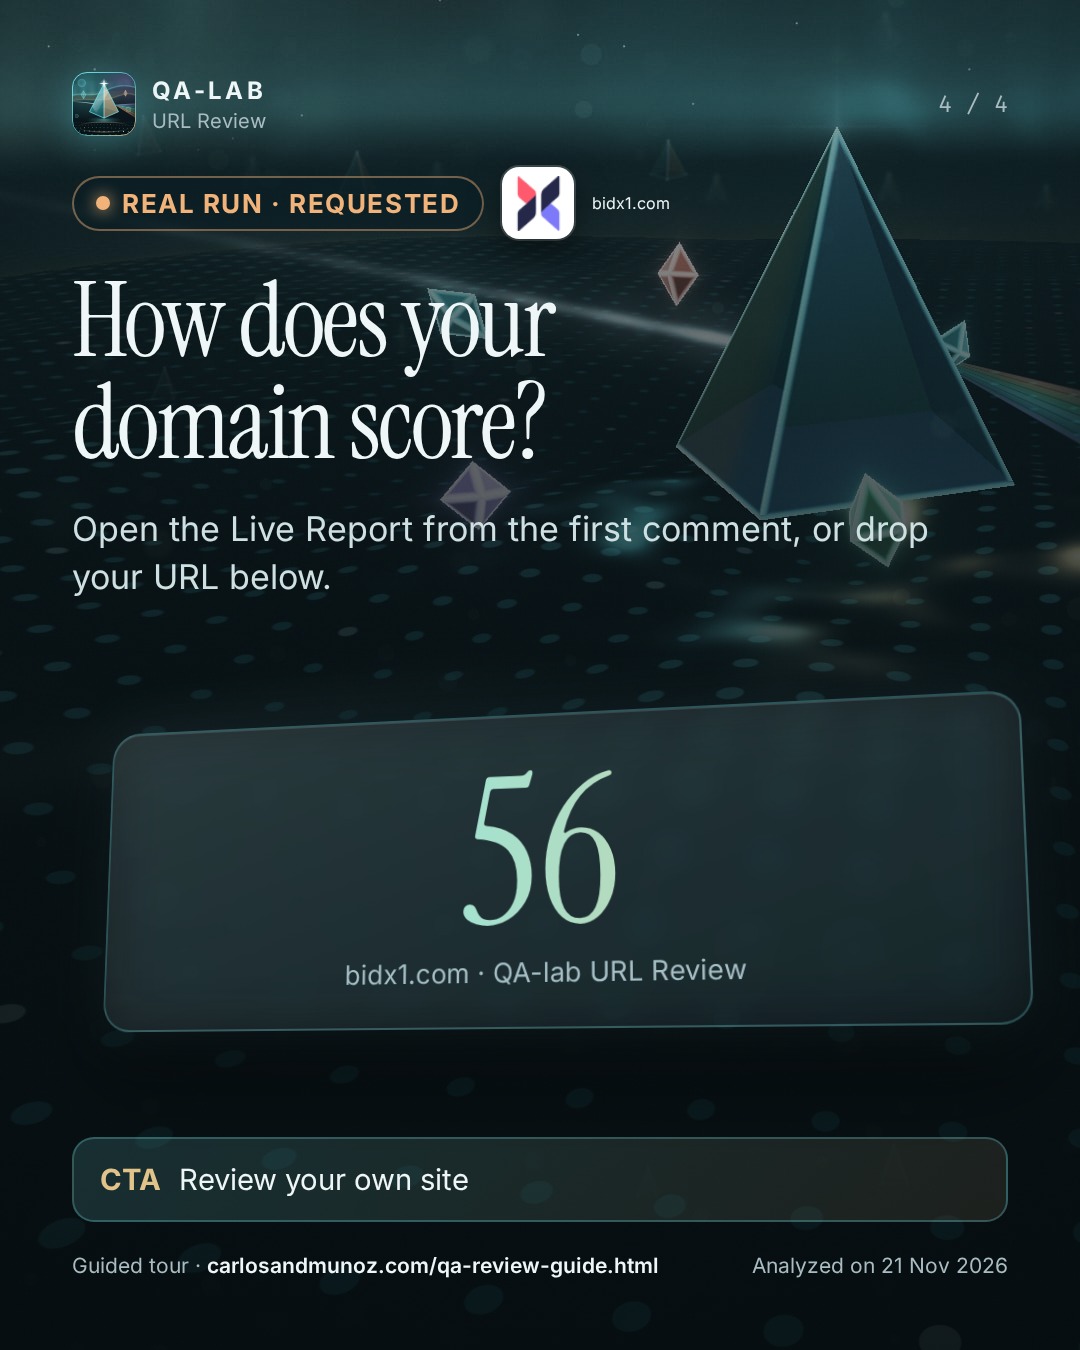 QA-LAB
URL Review
4 / 4
REAL RUN · REQUESTED
bidx1.com
How does your
domain score?
Open the Live Report from the first comment, or drop
your URL below.
56
bidx1.com · QA-lab URL Review
CTA Review your own site
Guided tour · carlosandmunoz.com/qa-review-guide.html
Analyzed on 21 Nov 2026